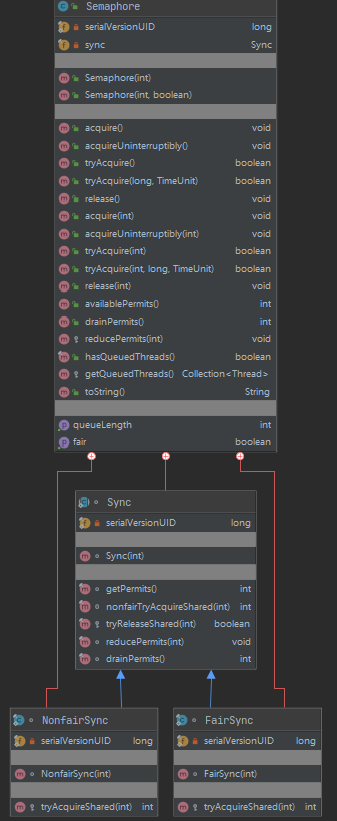 Semaphore
serialVersionUID long
sync Sync
Semaphore(int)
Semaphore(int, boolean)
acquire() void
acquireUninterruptibly() void
tryAcquire() boolean
tryAcquire(long, TimeUnit) boolean
release() void
acquire(int) void
acquireUninterruptibly(int) void
tryAcquire(int) boolean
tryAcquire(int, long, TimeUnit) boolean
release(int) void
availablePermits() int
drainPermits() int
reducePermits(int) void
hasQueuedThreads() boolean
getQueuedThreads() Collection<Thread>
toString() String
queueLength int
fair boolean
Sync
serialVersionUID long
Sync(int)
getPermits() int
nonfairTryAcquireShared(int) int
tryReleaseShared(int) boolean
reducePermits(int) void
drainPermits() int
NonfairSync
serialVersionUID long
NonfairSync(int)
tryAcquireShared(int) int
FairSync
serialVersionUID long
FairSync(int)
tryAcquireShared(int) int